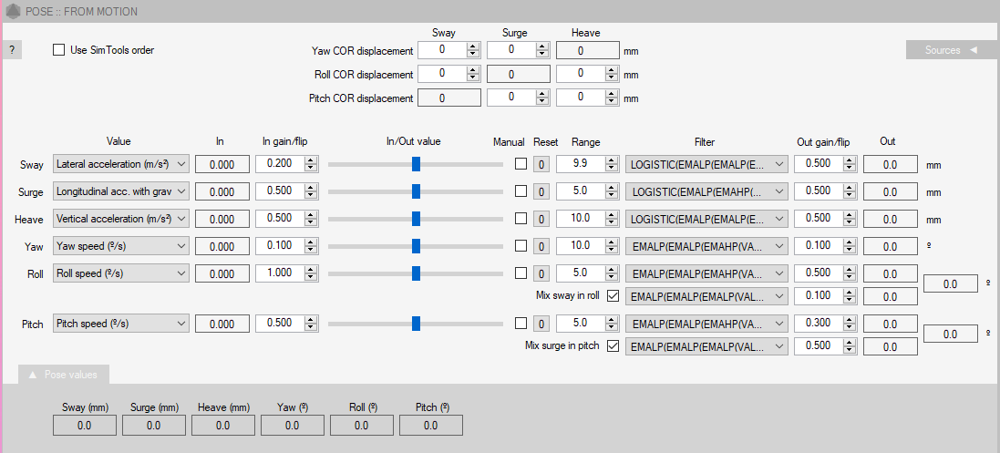 POSE :: FROM MOTION
Sway Surge Heave
? Use SimTools order Yaw COR displacement 0 0 0 mm Sources
Roll COR displacement 0 0 0 mm
Pitch COR displacement 0 0 0 mm
Value In In gain/flip In/Out value Manual Reset Range Filter Out gain/flip Out
Sway Lateral acceleration (m/s²) 0.000 0.200 0 9.9 LOGISTIC(EMALP(EMALP(E... 0.500 0.0 mm
Surge Longitudinal acc. with grav 0.000 0.500 0 5.0 LOGISTIC(EMALP(EMAHP(... 0.500 0.0 mm
Heave Vertical acceleration (m/s²) 0.000 0.500 0 10.0 LOGISTIC(EMALP(EMALP(E... 0.500 0.0 mm
Yaw Yaw speed (º/s) 0.000 0.100 0 10.0 EMALP(EMALP(EMAHP(VA... 0.100 0.0 º
Roll Roll speed (º/s) 0.000 1.000 0 5.0 EMALP(EMALP(EMAHP(VA... 0.500 0.0
0.0 º
Mix sway in roll EMALP(EMALP(EMALP(VAL... 0.100 0.0
Pitch Pitch speed (º/s) 0.000 0.500 0 5.0 EMALP(EMALP(EMAHP(VA... 0.300 0.0
0.0 º
Mix surge in pitch EMALP(EMALP(EMALP(VAL... 0.500 0.0
Pose values
Sway (mm) Surge (mm) Heave (mm) Yaw (º) Roll (º) Pitch (º)
0.0 0.0 0.0 0.0 0.0 0.0